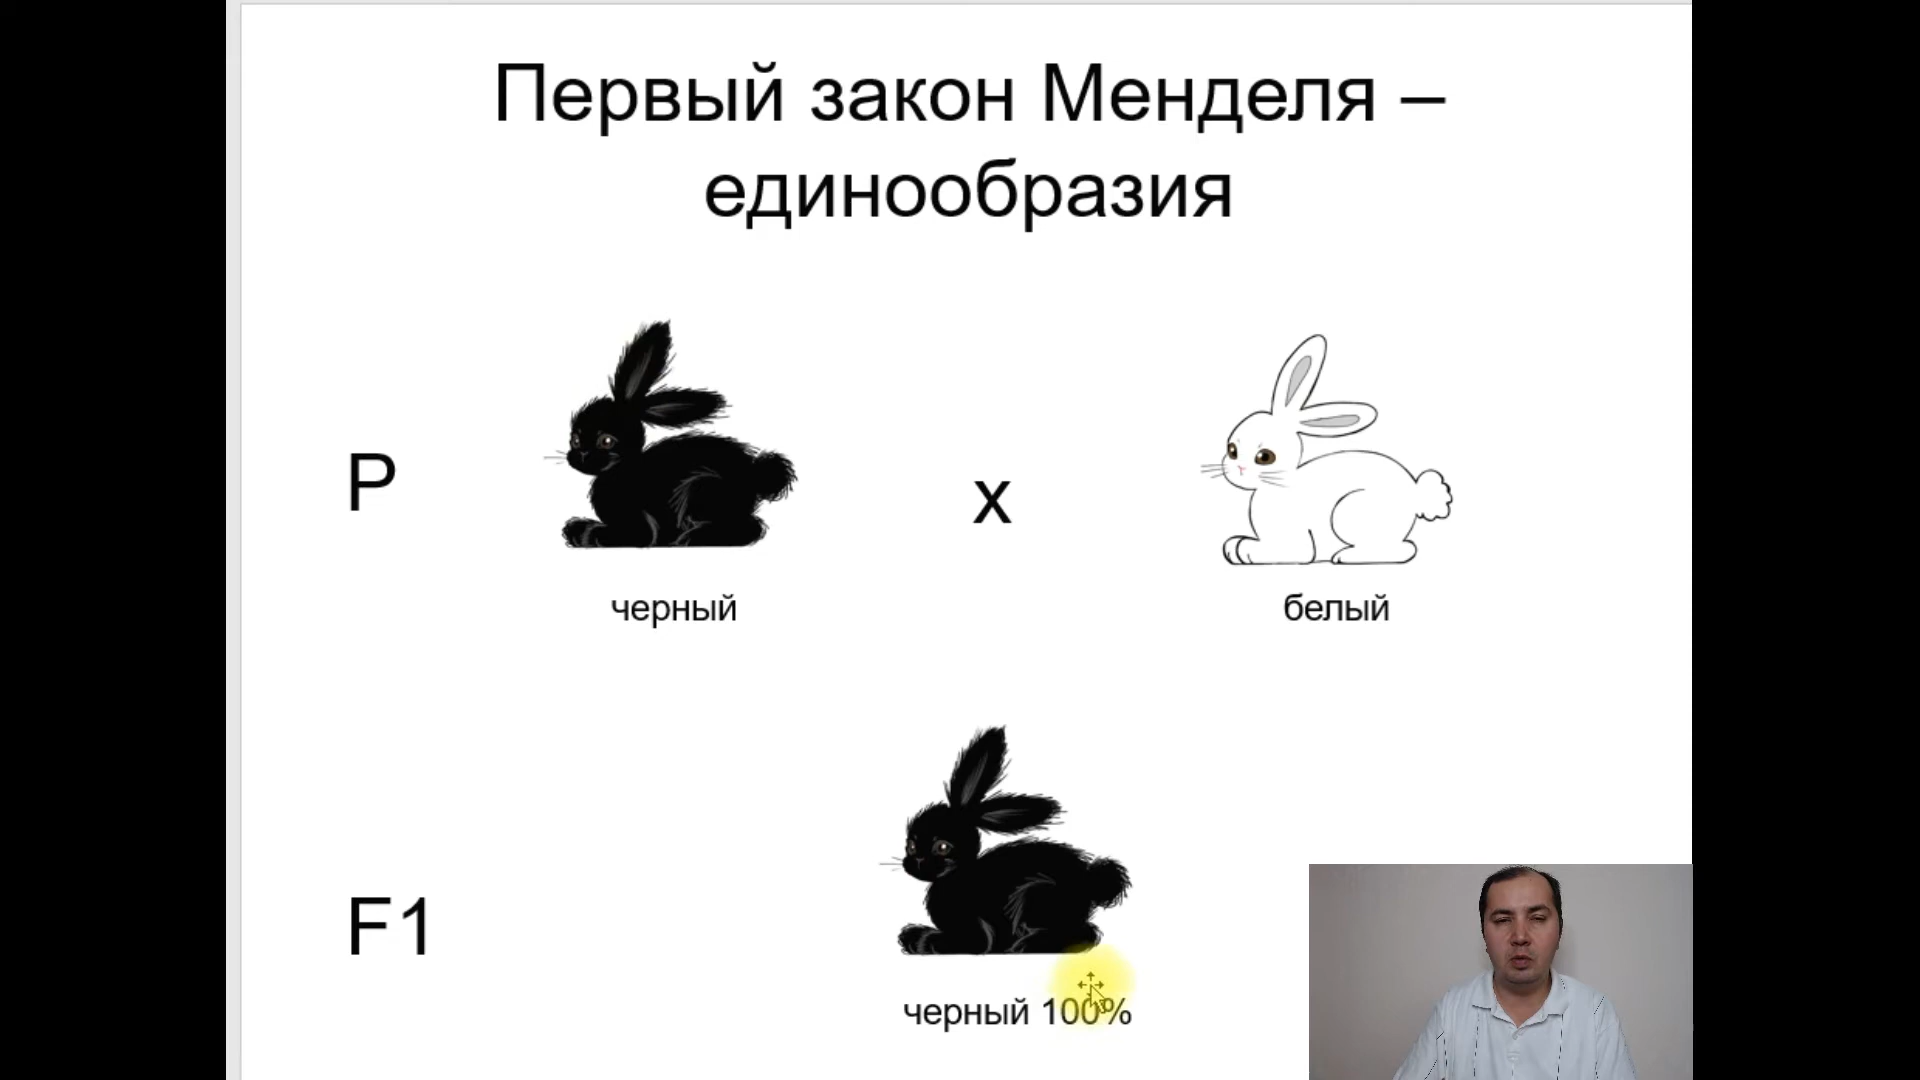 Первый закон Менделя –
единообразия
P
x
черный
белый
F1
черный 100%